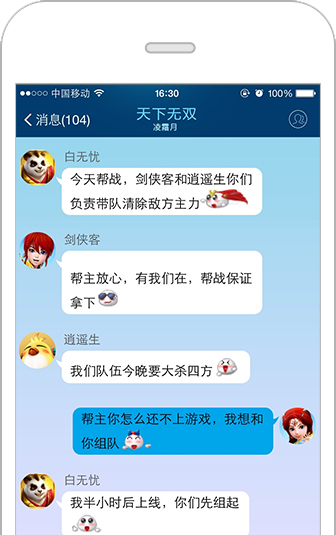 中国移动 16:30 100%
消息(104) 天下无双
凌霜月
白无忧
今天帮战，剑侠客和逍遥生你们
负责带队清除敌方主力
剑侠客
帮主放心，有我们在，帮战保证
拿下
逍遥生
我们队伍今晚要大杀四方
帮主你怎么还不上游戏，我想和
你组队
白无忧
我半小时后上线，你们先组起